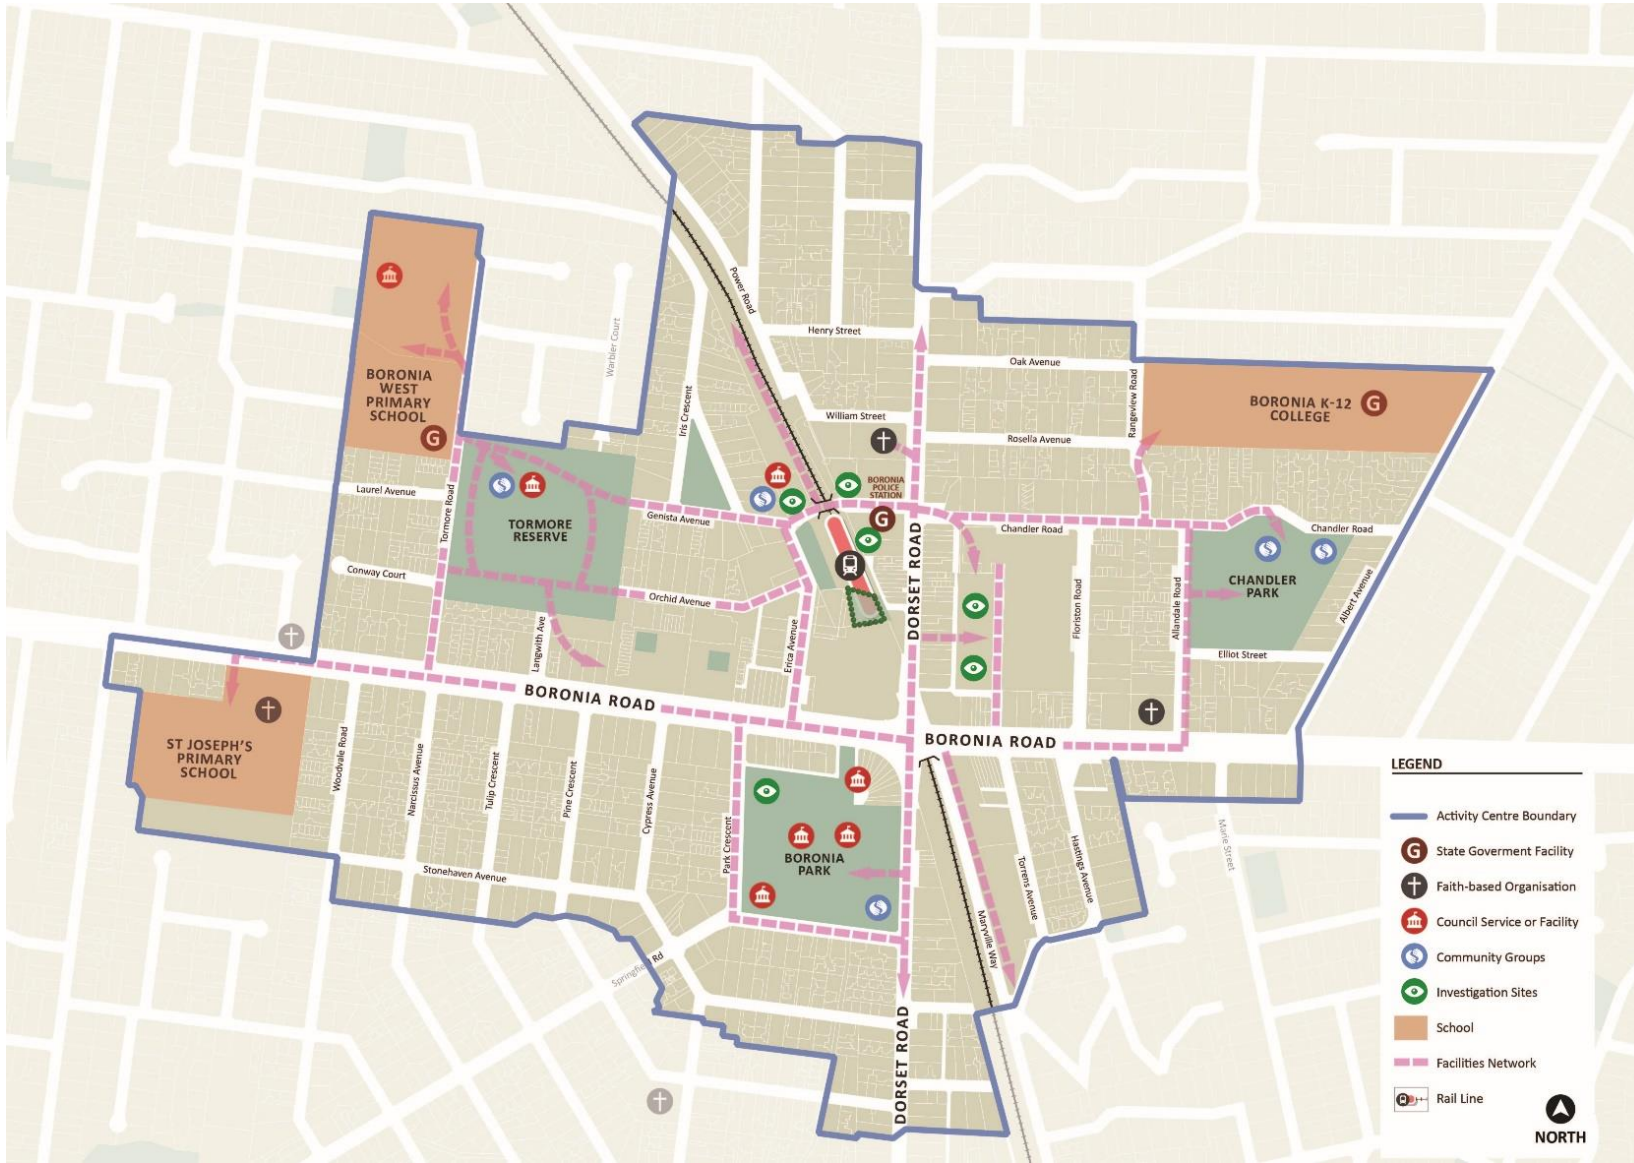 Power Road
Henry Street
Warbler Court
Oak Avenue
BORONIA
WEST
PRIMARY
SCHOOL
G
Iris Crescent
William Street
Rangeview Road
BORONIA K-12
COLLEGE
G
Rosella Avenue
BORONIA
POLICE
STATION
Laurel Avenue
Tormore Road
TORMORE
RESERVE
Genista Avenue
G
DORSET ROAD
Chandler Road
Chandler Road
Conway Court
Orchid Avenue
Floriston Road
Allandale Road
CHANDLER
PARK
Albert Avenue
Langwith Ave
Erica Avenue
Elliot Street
BORONIA ROAD
BORONIA ROAD
ST JOSEPH'S
PRIMARY
SCHOOL
Woodvale Road
Narcissus Avenue
Tulip Crescent
Pine Crescent
Cypress Avenue
Park Crescent
BORONIA
PARK
Stonehaven Avenue
Springfield Rd
Maryville Way
Torrens Avenue
Hastings Avenue
Marie Street
DORSET ROAD
LEGEND
Activity Centre Boundary
G State Goverment Facility
Faith-based Organisation
Council Service or Facility
Community Groups
Investigation Sites
School
Facilities Network
Rail Line
NORTH